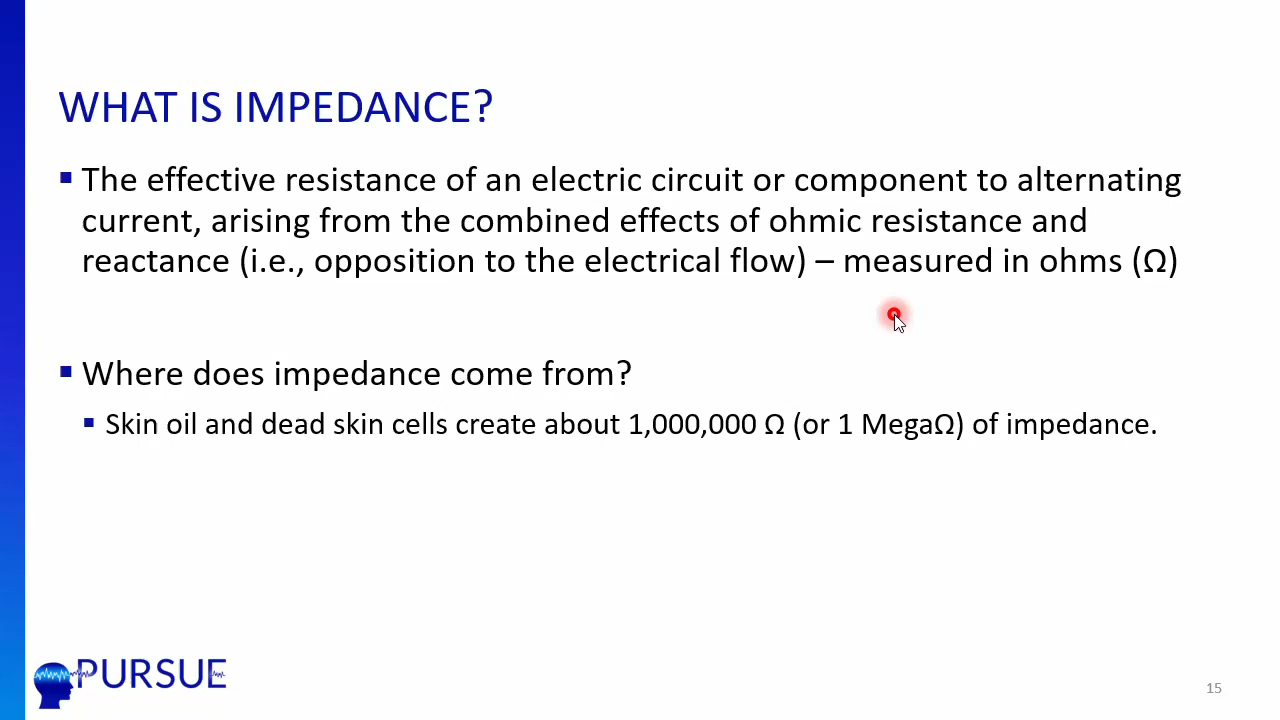 WHAT IS IMPEDANCE?
▪ The effective resistance of an electric circuit or component to alternating
current, arising from the combined effects of ohmic resistance and
reactance (i.e., opposition to the electrical flow) – measured in ohms (Ω)
▪ Where does impedance come from?
▪ Skin oil and dead skin cells create about 1,000,000 Ω (or 1 MegaΩ) of impedance.
PURSUE
15